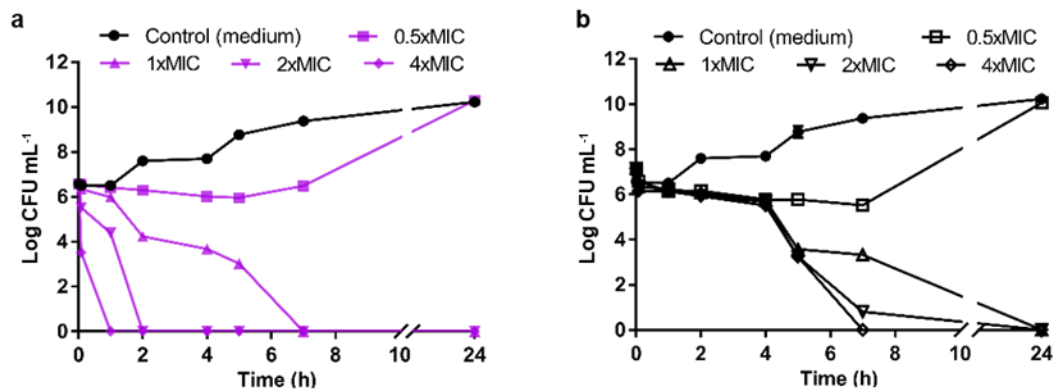 a
Control (medium) 0.5xMIC
1xMIC 2xMIC 4xMIC
12
10
8
6
4
2
0
Log CFU mL⁻¹
0 2 4 6 8 10 24
Time (h)
b
Control (medium) 0.5xMIC
1xMIC 2xMIC 4xMIC
12
10
8
6
4
2
0
Log CFU mL⁻¹
0 2 4 6 8 10 24
Time (h)